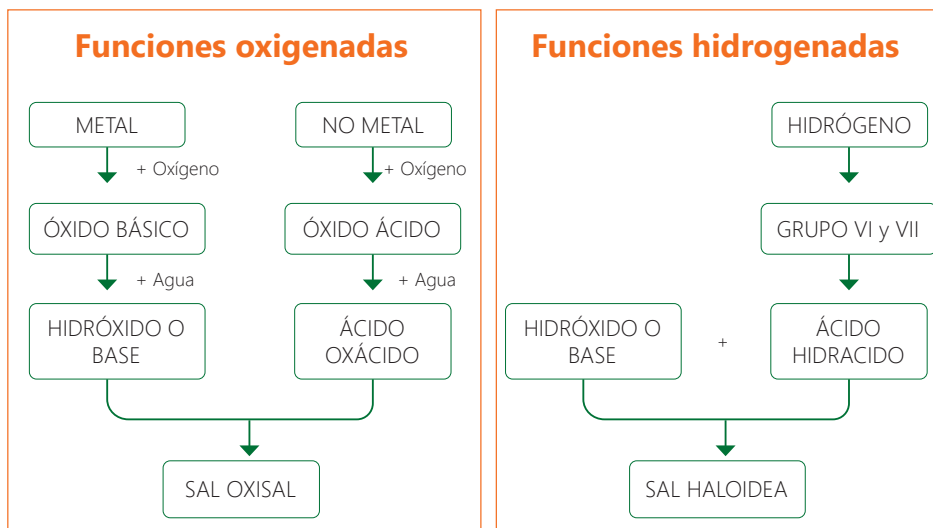 Funciones oxigenadas
METAL
NO METAL
+ Oxígeno
+ Oxígeno
ÓXIDO BÁSICO
ÓXIDO ÁCIDO
+ Agua
+ Agua
HIDRÓXIDO O
BASE
ÁCIDO
OXÁCIDO
SAL OXISAL
Funciones hidrogenadas
HIDRÓGENO
GRUPO VI y VII
HIDRÓXIDO O
BASE
+
ÁCIDO
HIDRACIDO
SAL HALOIDEA